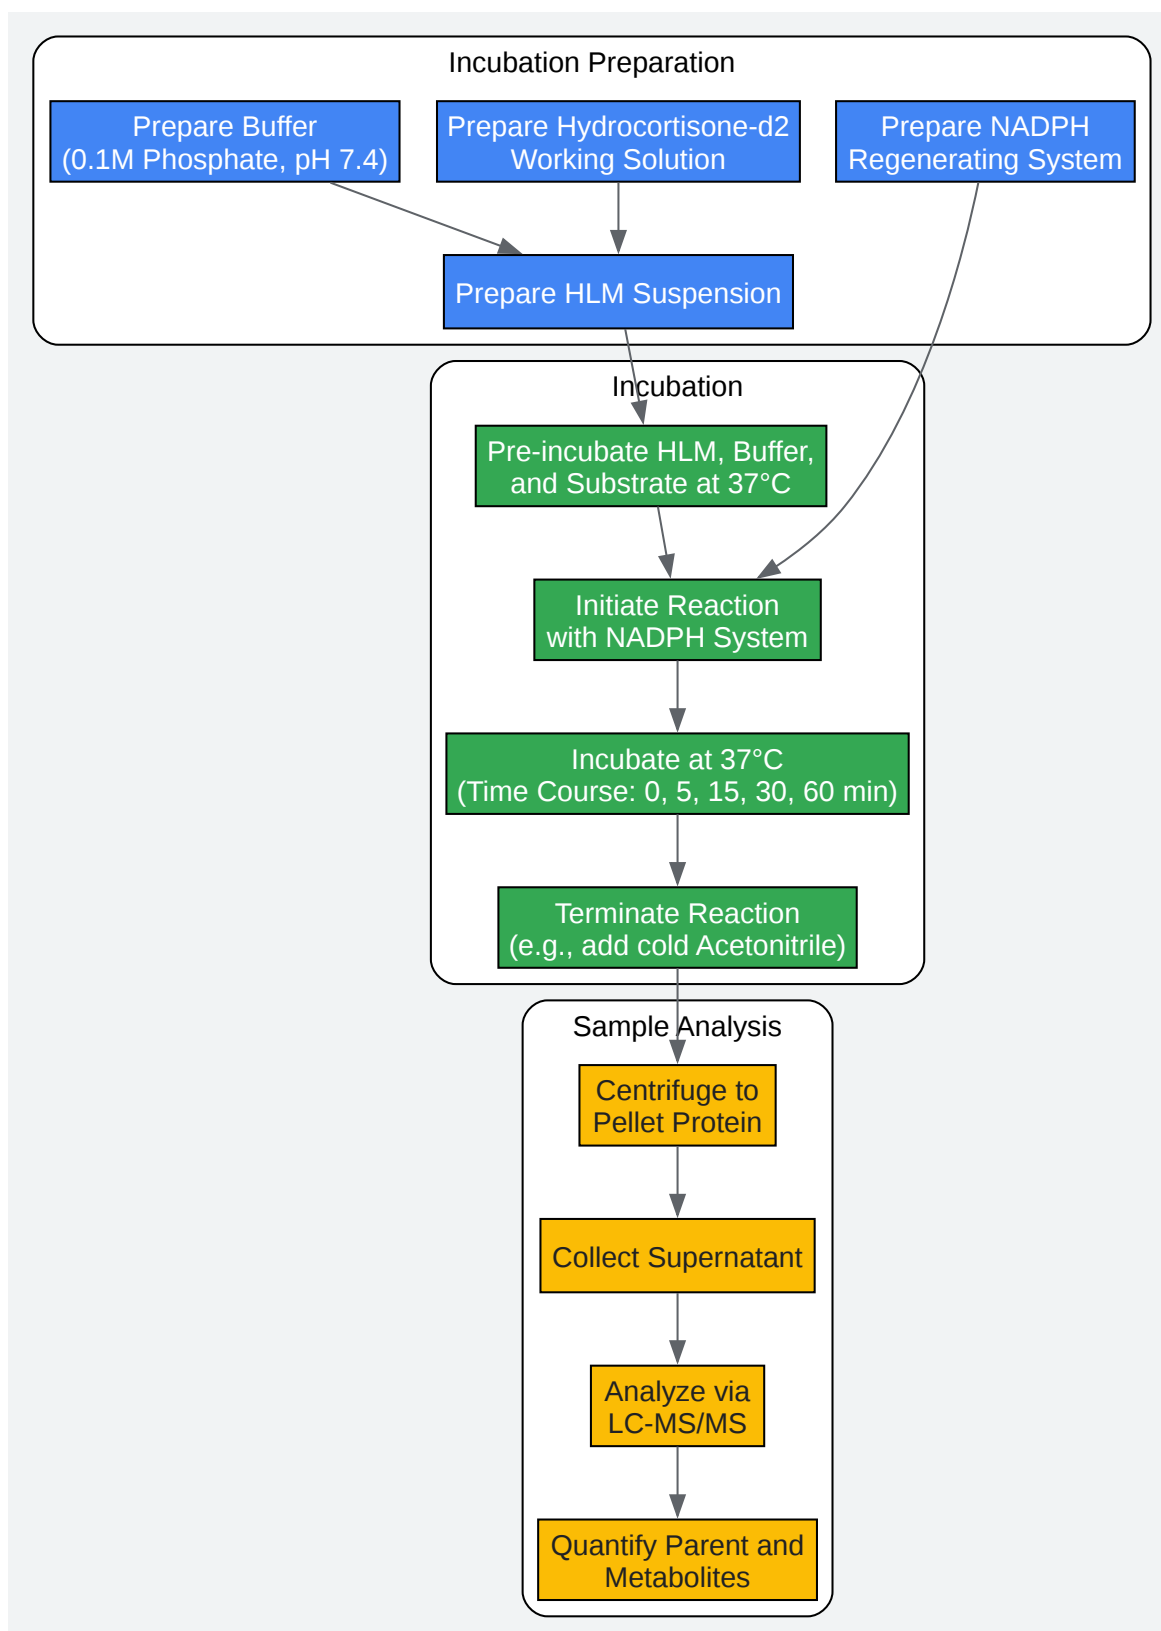 Incubation Preparation
Prepare Buffer
(0.1M Phosphate, pH 7.4)
Prepare Hydrocortisone-d2
Working Solution
Prepare NADPH
Regenerating System
Prepare HLM Suspension
Incubation
Pre-incubate HLM, Buffer,
and Substrate at 37°C
Initiate Reaction
with NADPH System
Incubate at 37°C
(Time Course: 0, 5, 15, 30, 60 min)
Terminate Reaction
(e.g., add cold Acetonitrile)
Sample Analysis
Centrifuge to
Pellet Protein
Collect Supernatant
Analyze via
LC-MS/MS
Quantify Parent and
Metabolites